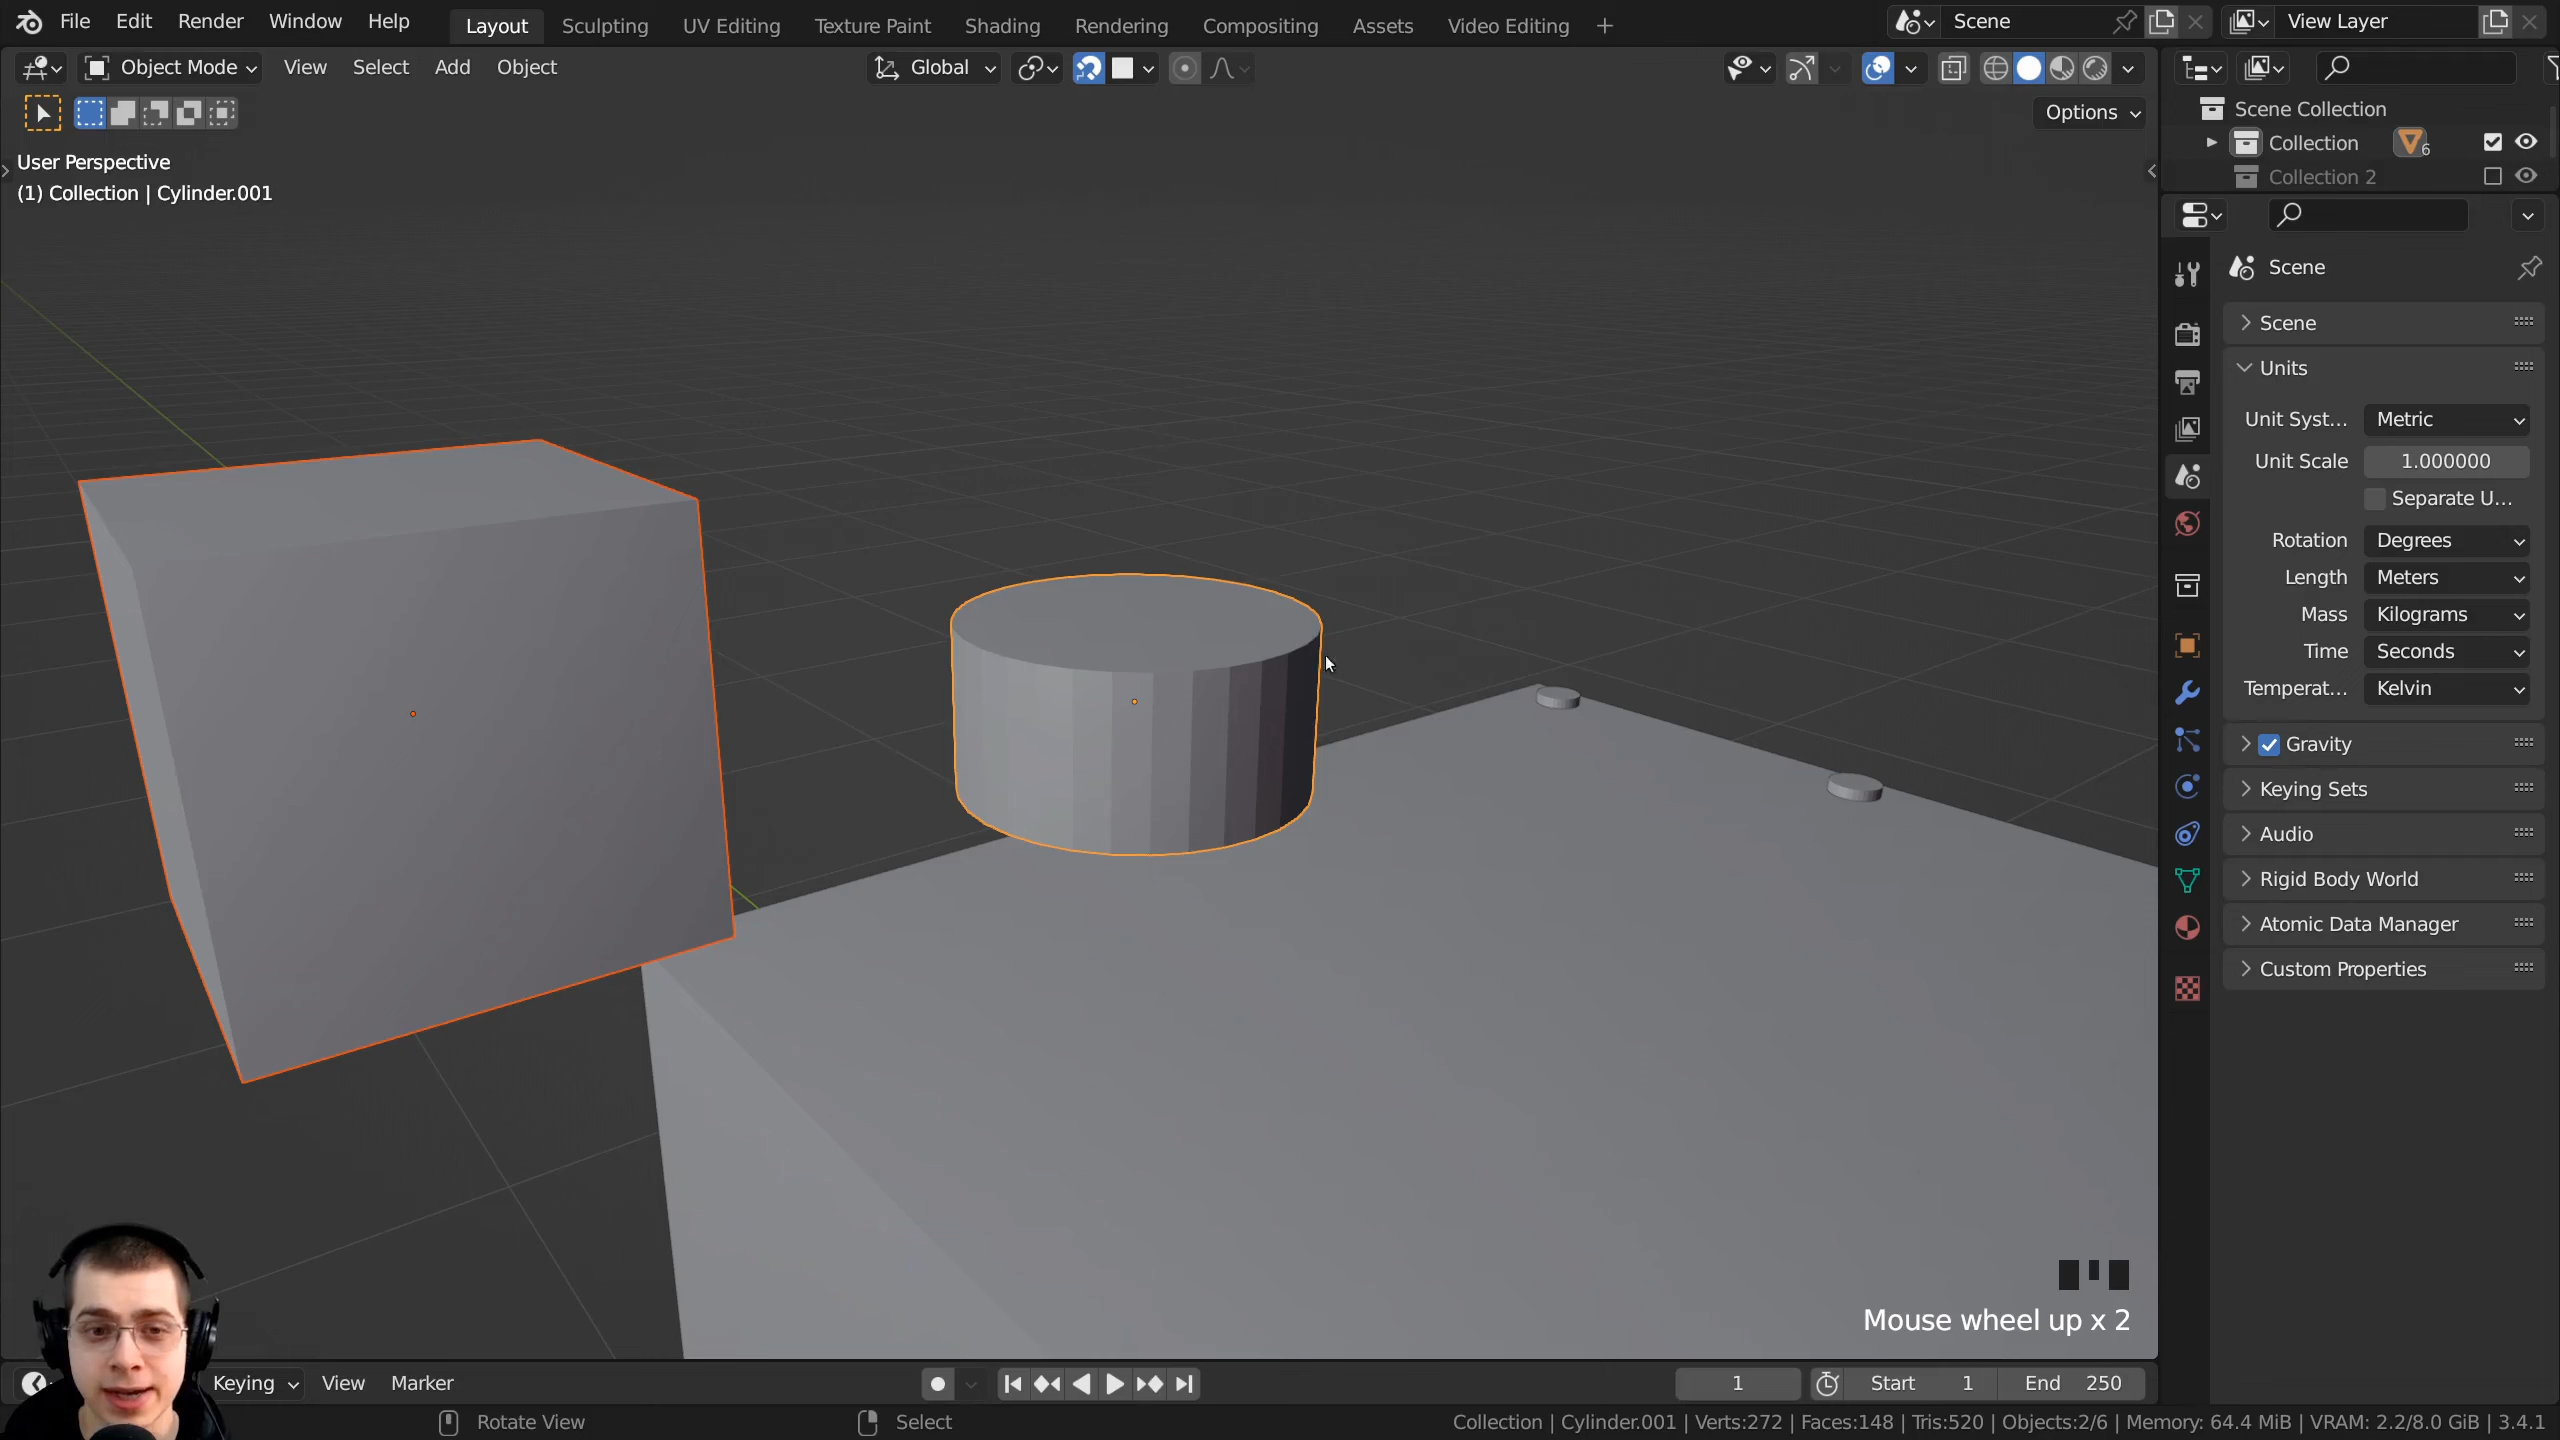 File Edit Render Window Help Layout Sculpting UV Editing Texture Paint Shading Rendering Compositing Assets Video Editing + Scene View Layer
Object Mode View Select Add Object Global
Options
User Perspective
(1) Collection | Cylinder.001
Scene Collection
Collection 6
Collection 2
Scene
Scene
Units
Unit Syst... Metric
Unit Scale 1.000000
Separate U...
Rotation Degrees
Length Meters
Mass Kilograms
Time Seconds
Temperat... Kelvin
Gravity
Keying Sets
Audio
Rigid Body World
Atomic Data Manager
Custom Properties
Mouse wheel up x 2
Keying View Marker 1 Start 1 End 250
Rotate View Select Collection | Cylinder.001 | Verts:272 | Faces:148 | Tris:520 | Objects:2/6 | Memory: 64.4 MiB | VRAM: 2.2/8.0 GiB | 3.4.1